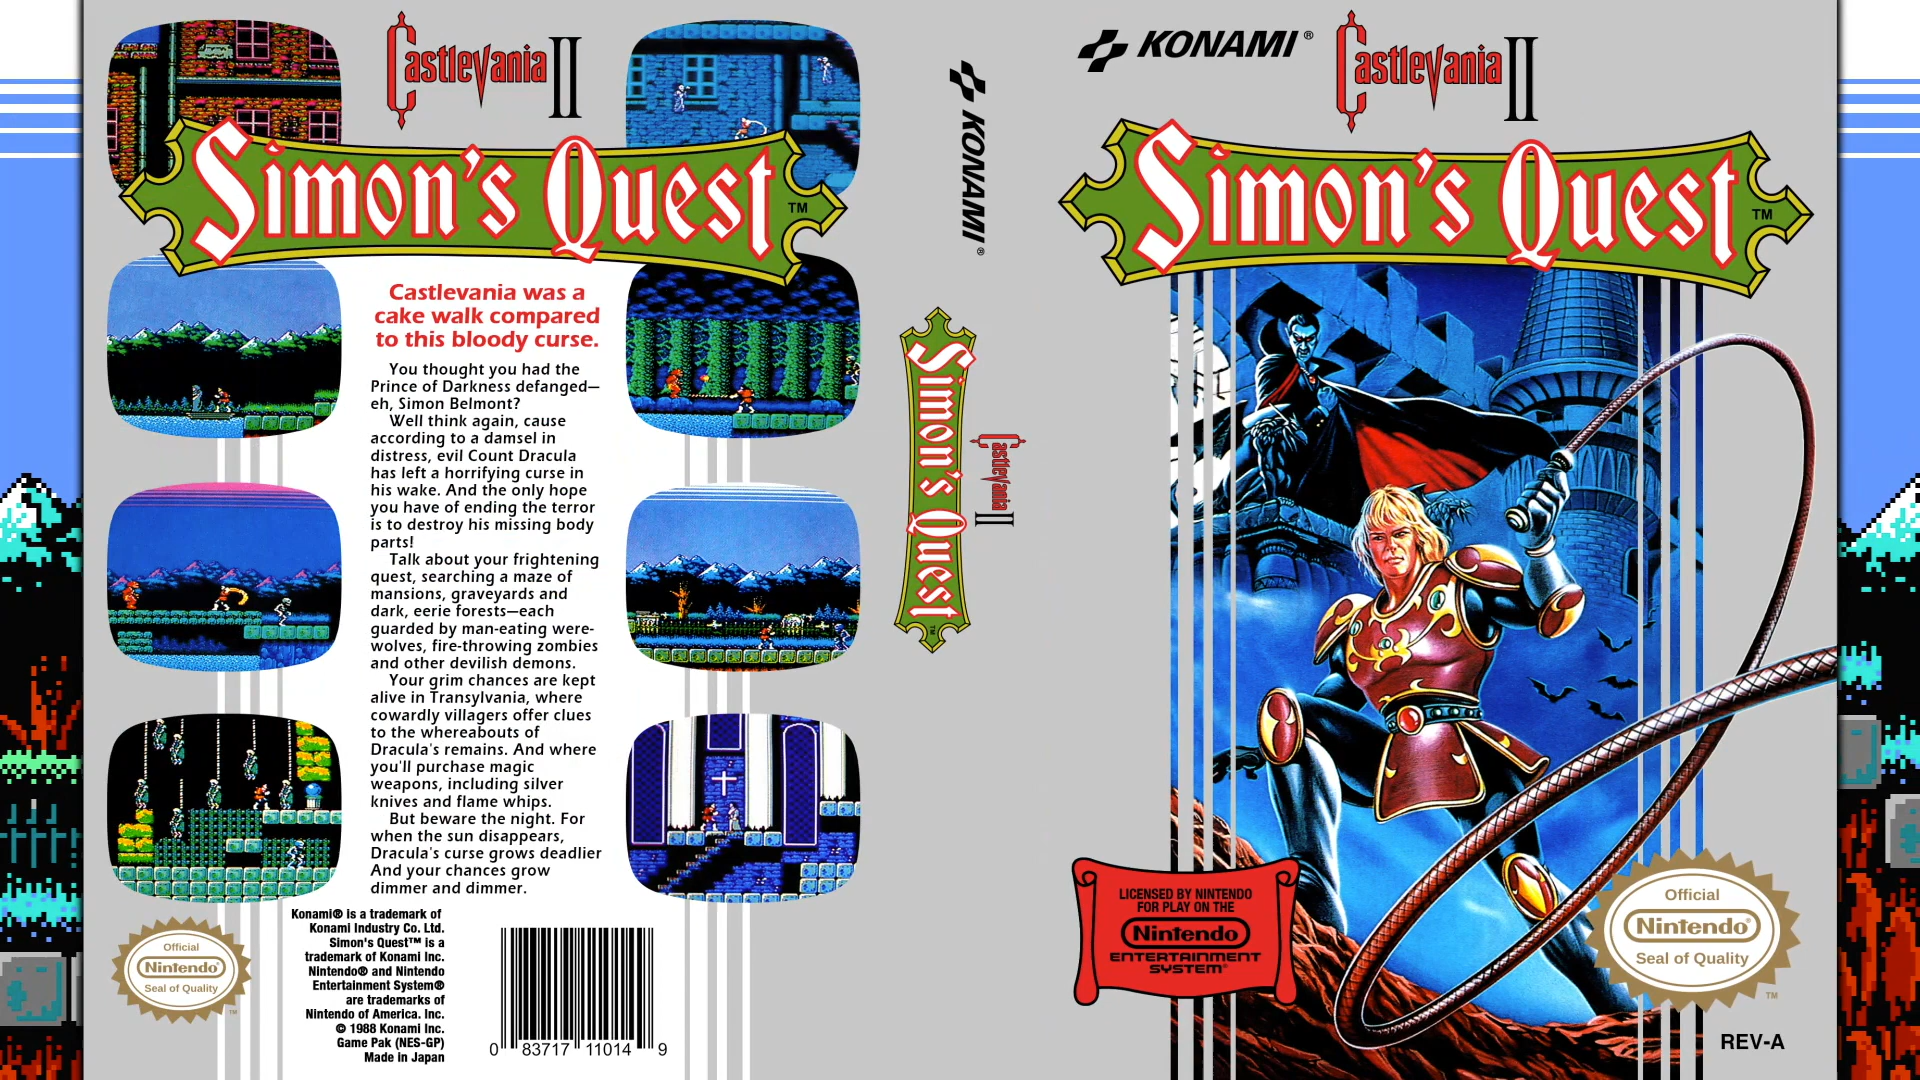 Castlevania II
Simon's Quest
TM
Castlevania was a
cake walk compared
to this bloody curse.
You thought you had the
Prince of Darkness defanged—
eh, Simon Belmont?
Well think again, cause
according to a damsel in
distress, evil Count Dracula
has left a horrifying curse in
his wake. And the only hope
you have of ending the terror
is to destroy his missing body
parts!
Talk about your frightening
quest, searching a maze of
mansions, graveyards and
dark, eerie forests—each
guarded by man-eating were-
wolves, fire-throwing zombies
and other devilish demons.
Your grim chances are kept
alive in Transylvania, where
cowardly villagers offer clues
to the whereabouts of
Dracula's remains. And where
you'll purchase magic
weapons, including silver
knives and flame whips.
But beware the night. For
when the sun disappears,
Dracula's curse grows deadlier
And your chances grow
dimmer and dimmer.
Official
Nintendo®
Seal of Quality
TM
Konami® is a trademark of
Konami Industry Co. Ltd.
Simon's Quest™ is a
trademark of Konami Inc.
Nintendo® and Nintendo
Entertainment System®
are trademarks of
Nintendo of America. Inc.
© 1988 Konami Inc.
Game Pak (NES-GP)
Made in Japan
0 83717 11014 9
KONAMI®
Castlevania II
Simon's Quest
TM
KONAMI®
Castlevania II
Simon's Quest
TM
LICENSED BY NINTENDO
FOR PLAY ON THE
Nintendo
ENTERTAINMENT
SYSTEM®
Official
Nintendo®
Seal of Quality
TM
REV-A